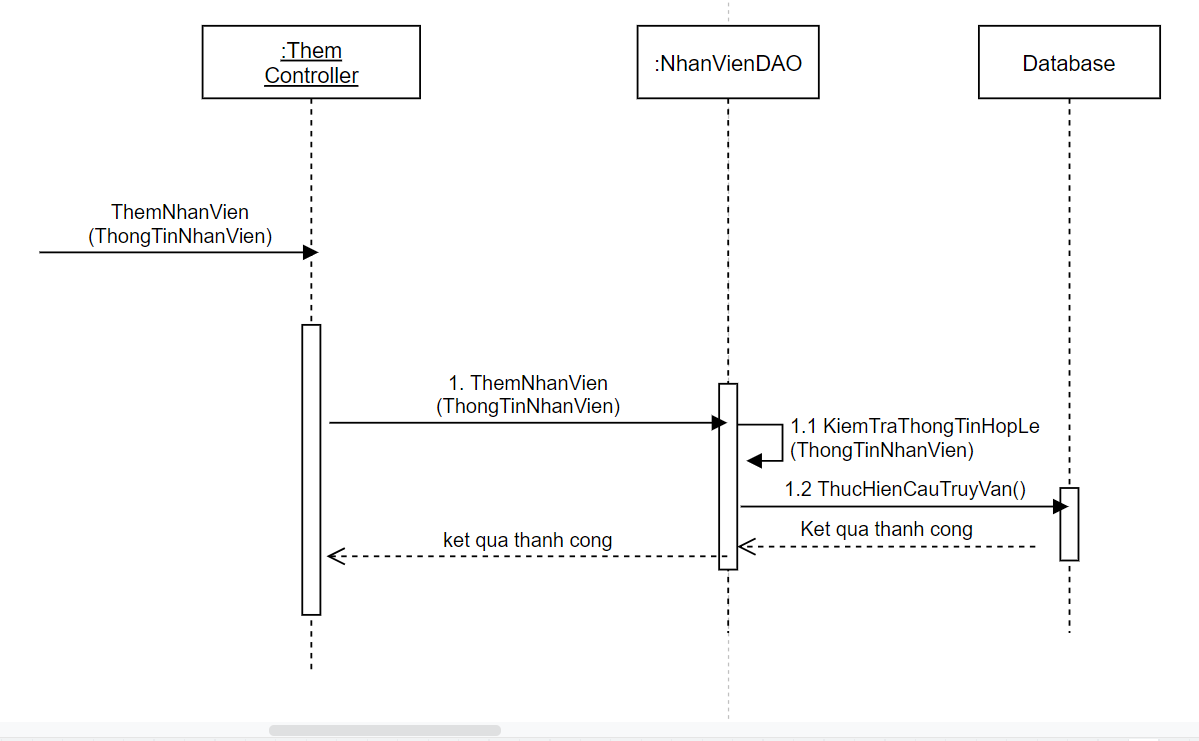 :Them
Controller
:NhanVienDAO
Database
ThemNhanVien
(ThongTinNhanVien)
1. ThemNhanVien
(ThongTinNhanVien)
1.1 KiemTraThongTinHopLe
(ThongTinNhanVien)
1.2 ThucHienCauTruyVan()
Ket qua thanh cong
ket qua thanh cong